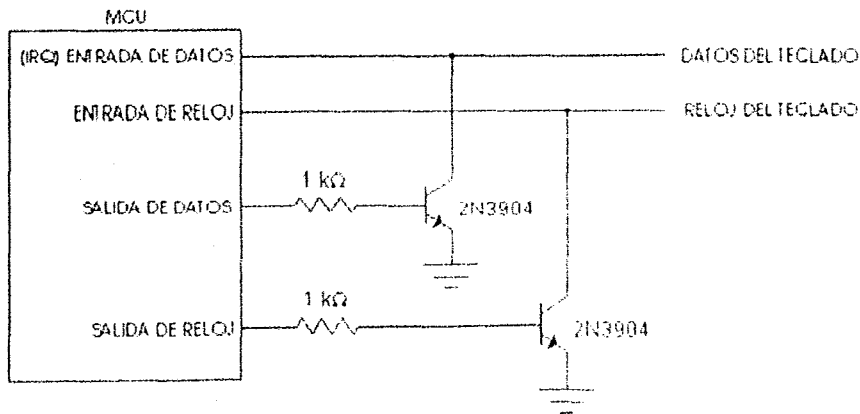 MCU
(IRQ) ENTRADA DE DATOS
DATOS DEL TECLADO
ENTRADA DE RELOJ
RELOJ DEL TECLADO
1 kΩ
SALIDA DE DATOS
2N3904
1 kΩ
SALIDA DE RELOJ
2N3904